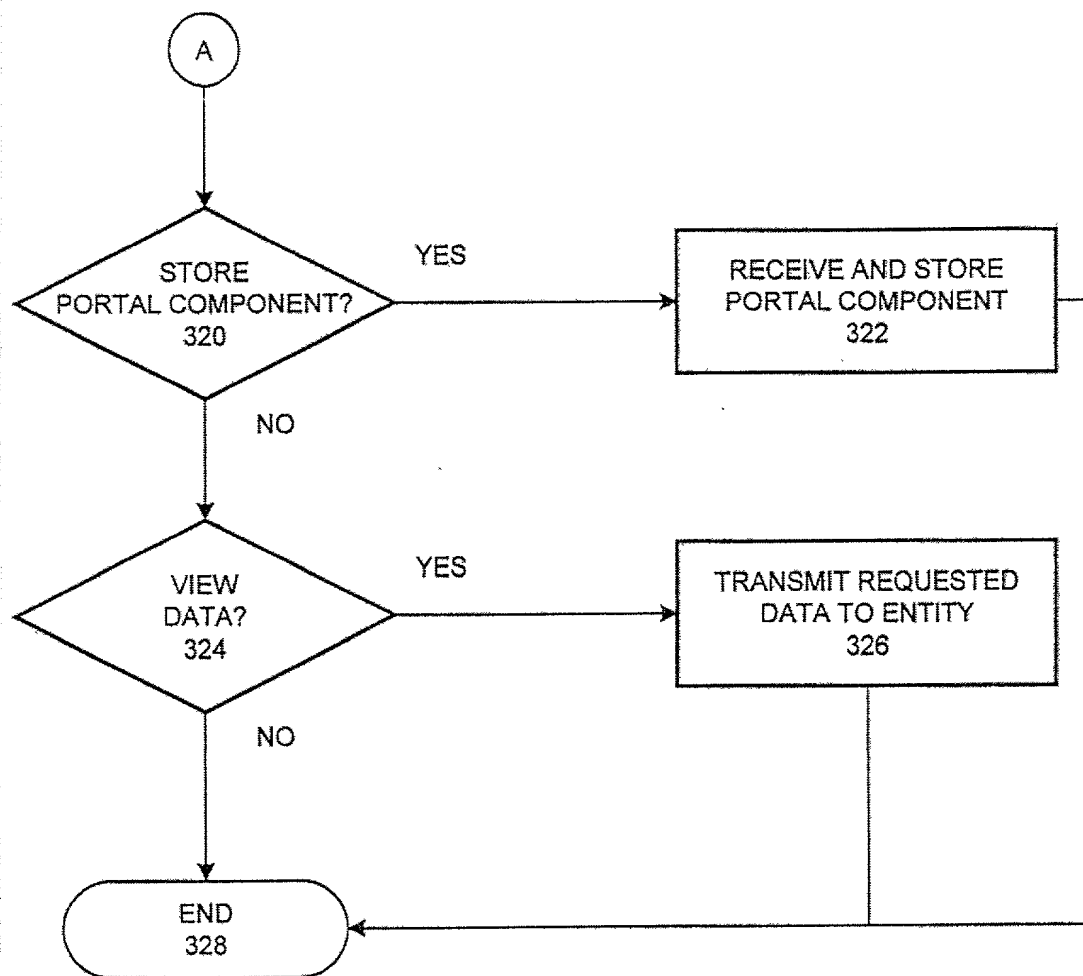 A
STORE
PORTAL COMPONENT?
320
YES
RECEIVE AND STORE
PORTAL COMPONENT
322
NO
VIEW
DATA?
324
YES
TRANSMIT REQUESTED
DATA TO ENTITY
326
NO
END
328